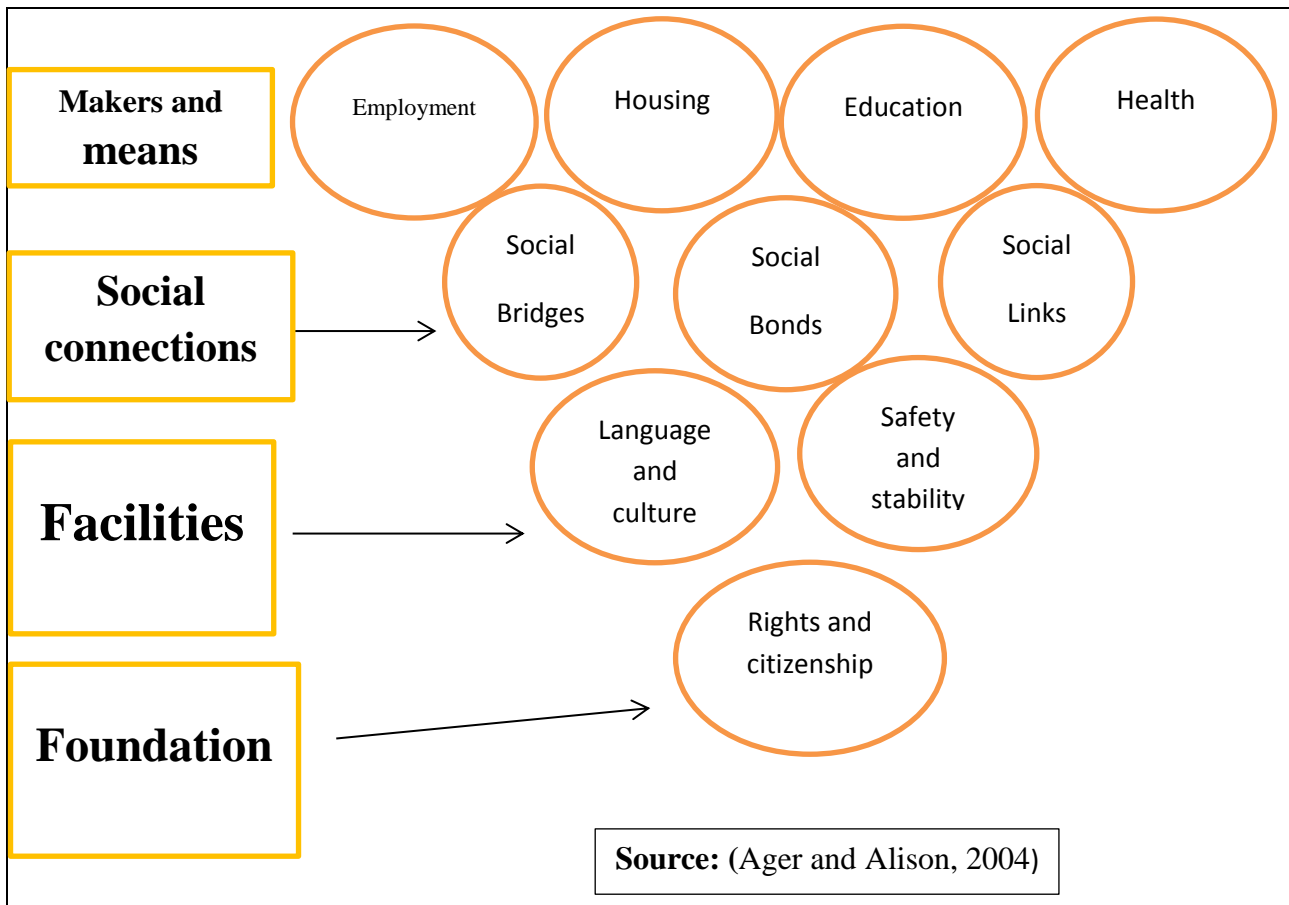 Makers and
means
Employment
Housing
Education
Health
Social
connections
Social
Bridges
Social
Bonds
Social
Links
Facilities
Language
and
culture
Safety
and
stability
Foundation
Rights and
citizenship
Source: (Ager and Alison, 2004)